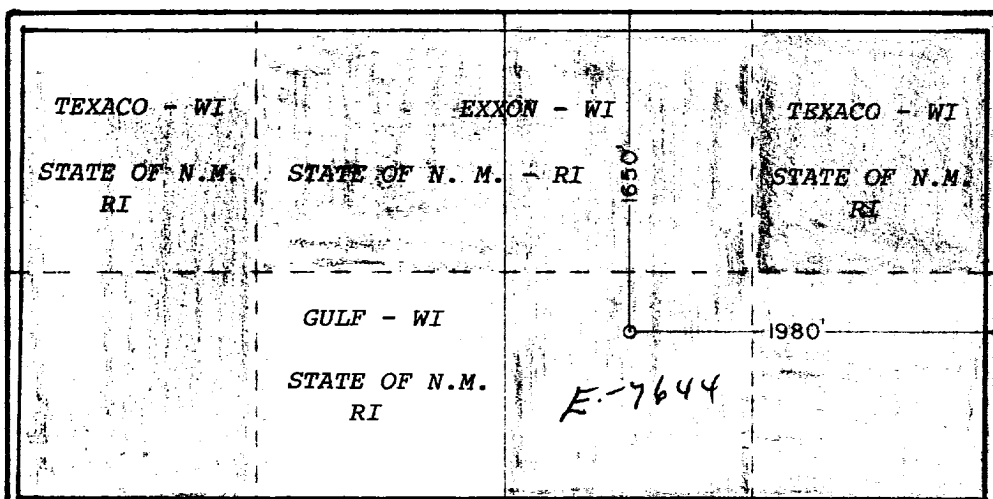 TEXACO - WI
STATE OF N.M.
RI
EXXON - WI
STATE OF N. M. - RI
1650'
TEXACO - WI
STATE OF N.M.
RI
GULF - WI
STATE OF N.M.
RI
1980'
E-7644